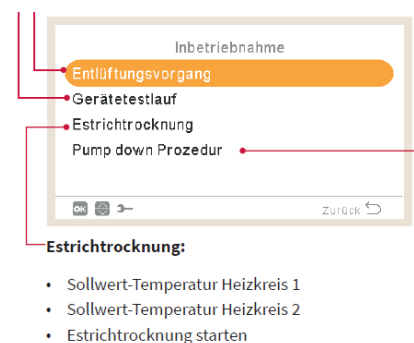 Inbetriebnahme
Entlüftungsvorgang
Gerätetestlauf
Estrichtrocknung
Pump down Prozedur
OK
Zurück
Estrichtrocknung:
• Sollwert-Temperatur Heizkreis 1
• Sollwert-Temperatur Heizkreis 2
• Estrichtrocknung starten